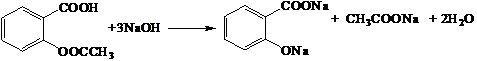 COOH
OOCCH₃
+3NaOH
COONa
ONa
+ CH₃COONa + 2H₂O